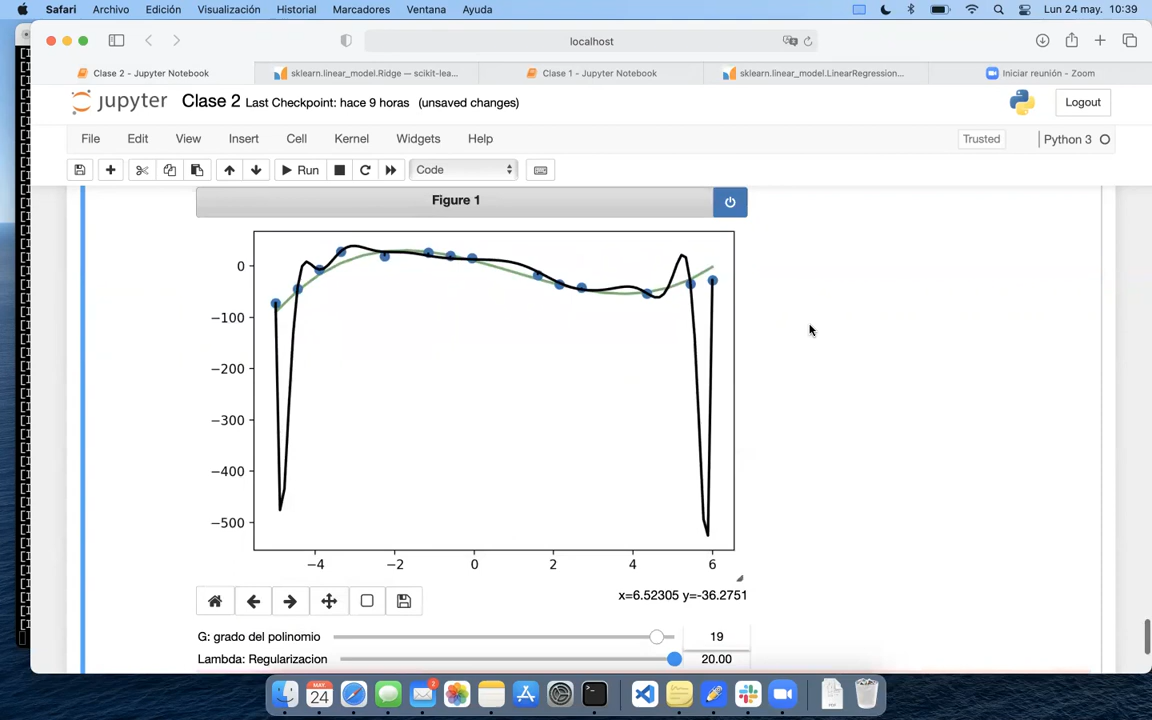 Safari Archivo Edición Visualización Historial Marcadores Ventana Ayuda Lun 24 may. 10:39
localhost
Clase 2 - Jupyter Notebook sklearn.linear_model.Ridge — scikit-lea... Clase 1 - Jupyter Notebook sklearn.linear_model.LinearRegression... Iniciar reunión - Zoom
jupyter Clase 2 Last Checkpoint: hace 9 horas (unsaved changes) Logout
File Edit View Insert Cell Kernel Widgets Help Trusted Python 3
Run Code
Figure 1
0
−100
−200
−300
−400
−500
−4 −2 0 2 4 6
x=6.52305 y=-36.2751
G: grado del polinomio 19
Lambda: Regularizacion 20.00
MAY 24 2